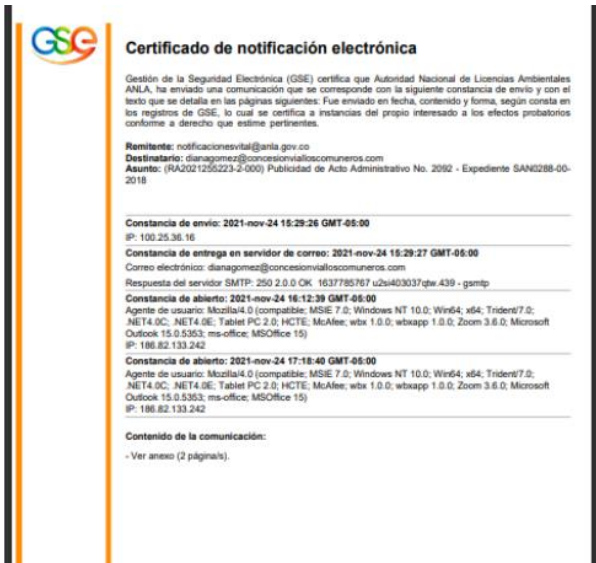 GSE
Certificado de notificación electrónica
Gestión de la Seguridad Electrónica (GSE) certifica que Autoridad Nacional de Licencias Ambientales
ANLA, ha enviado una comunicación que se corresponde con la siguiente constancia de envío y con el
texto que se detalla en las páginas siguientes: Fue enviado en fecha, contenido y forma, según consta en
los registros de GSE, lo cual se certifica a instancias del propio interesado a los efectos probatorios
conforme a derecho que estime pertinentes.
Remitente: notificacionesvital@anla.gov.co
Destinatario: dianagomez@concesionvialloscomuneros.com
Asunto: (RA2021255223-2-000) Publicidad de Acto Administrativo No. 2092 - Expediente SAN0288-00-
2018
Constancia de envío: 2021-nov-24 15:29:26 GMT-05:00
IP: 100.25.36.16
Constancia de entrega en servidor de correo: 2021-nov-24 15:29:27 GMT-05:00
Correo electrónico: dianagomez@concesionvialloscomuneros.com
Respuesta del servidor SMTP: 250 2.0.0 OK 1637785767 u2si403037qtw.439 - gsmtp
Constancia de abierto: 2021-nov-24 16:12:39 GMT-05:00
Agente de usuario: Mozilla/4.0 (compatible; MSIE 7.0; Windows NT 10.0; Win64; x64; Trident/7.0;
.NET4.0C; .NET4.0E; Tablet PC 2.0; HCTE; McAfee; wbx 1.0.0; wbxapp 1.0.0; Zoom 3.6.0; Microsoft
Outlook 15.0.5353; ms-office; MSOffice 15)
IP: 186.82.133.242
Constancia de abierto: 2021-nov-24 17:18:40 GMT-05:00
Agente de usuario: Mozilla/4.0 (compatible; MSIE 7.0; Windows NT 10.0; Win64; x64; Trident/7.0;
.NET4.0C; .NET4.0E; Tablet PC 2.0; HCTE; McAfee; wbx 1.0.0; wbxapp 1.0.0; Zoom 3.6.0; Microsoft
Outlook 15.0.5353; ms-office; MSOffice 15)
IP: 186.82.133.242
Contenido de la comunicación:
- Ver anexo (2 página/s).